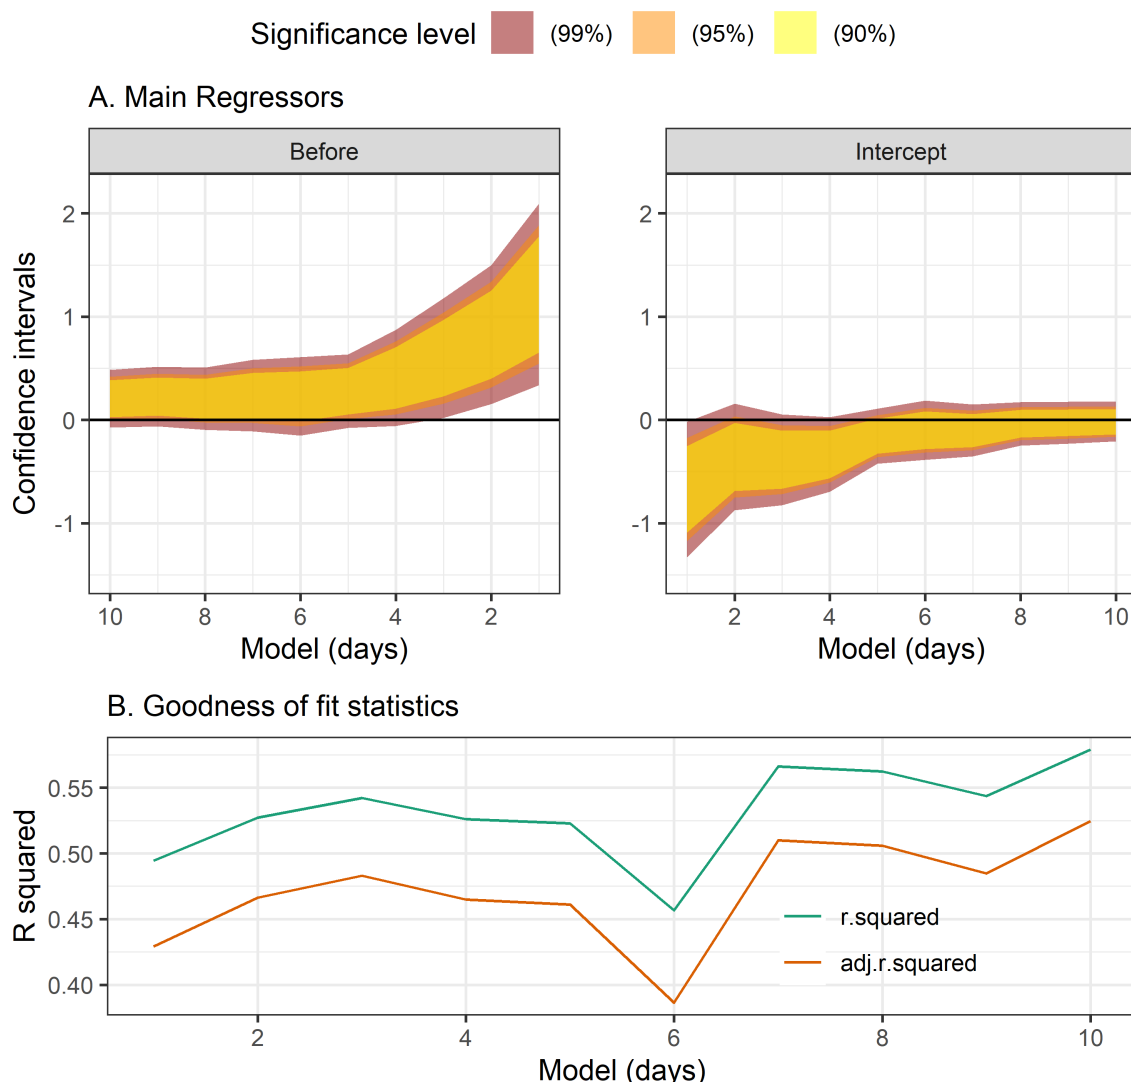 Significance level (99%) (95%) (90%)
A. Main Regressors
Before Intercept
Confidence intervals
2
1
0
-1
2
1
0
-1
10 8 6 4 2
2 4 6 8 10
Model (days) Model (days)
B. Goodness of fit statistics
R squared
0.55
0.50
0.45
0.40
r.squared
adj.r.squared
2 4 6 8 10
Model (days)